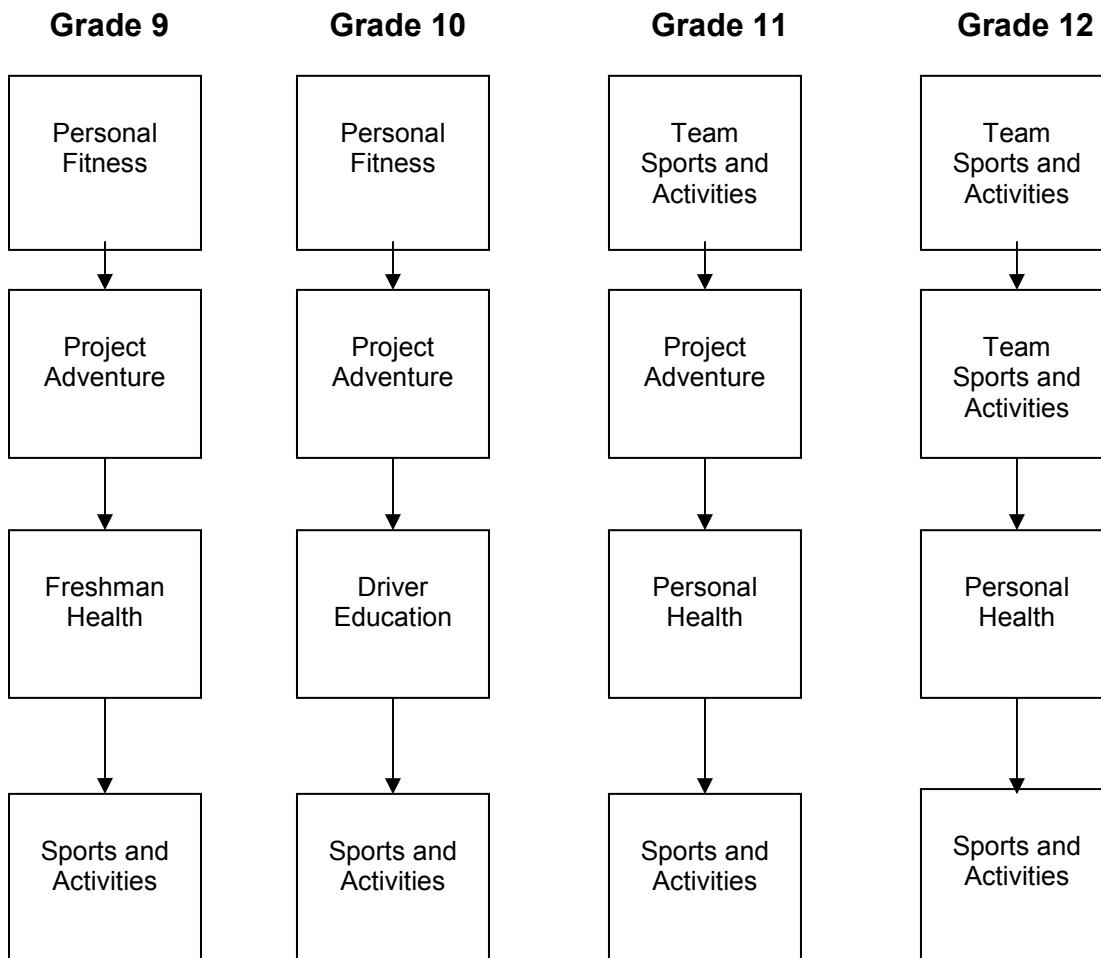 Grade 9
Grade 10
Grade 11
Grade 12
Personal
Fitness
Personal
Fitness
Team
Sports and
Activities
Team
Sports and
Activities
Project
Adventure
Project
Adventure
Project
Adventure
Team
Sports and
Activities
Freshman
Health
Driver
Education
Personal
Health
Personal
Health
Sports and
Activities
Sports and
Activities
Sports and
Activities
Sports and
Activities